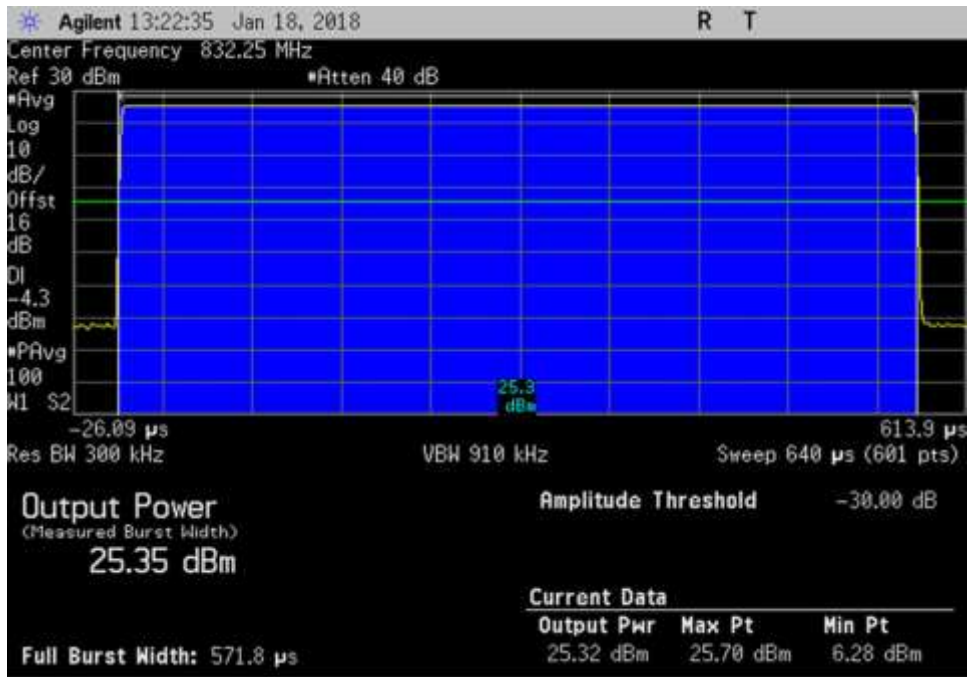 Agilent 13:22:35 Jan 18, 2018 R T
Center Frequency 832.25 MHz
Ref 30 dBm #Atten 40 dB
#Avg
Log
10
dB/
Offst
16
dB
DI
-4.3
dBm
#PAvg
100
W1 S2
25.3
dBm
-26.09 µs 613.9 µs
Res BW 300 kHz VBW 910 kHz Sweep 640 µs (601 pts)
Output Power Amplitude Threshold -30.00 dB
(Measured Burst Width)
25.35 dBm
Current Data
Output Pwr Max Pt Min Pt
Full Burst Width: 571.8 µs 25.32 dBm 25.70 dBm 6.28 dBm